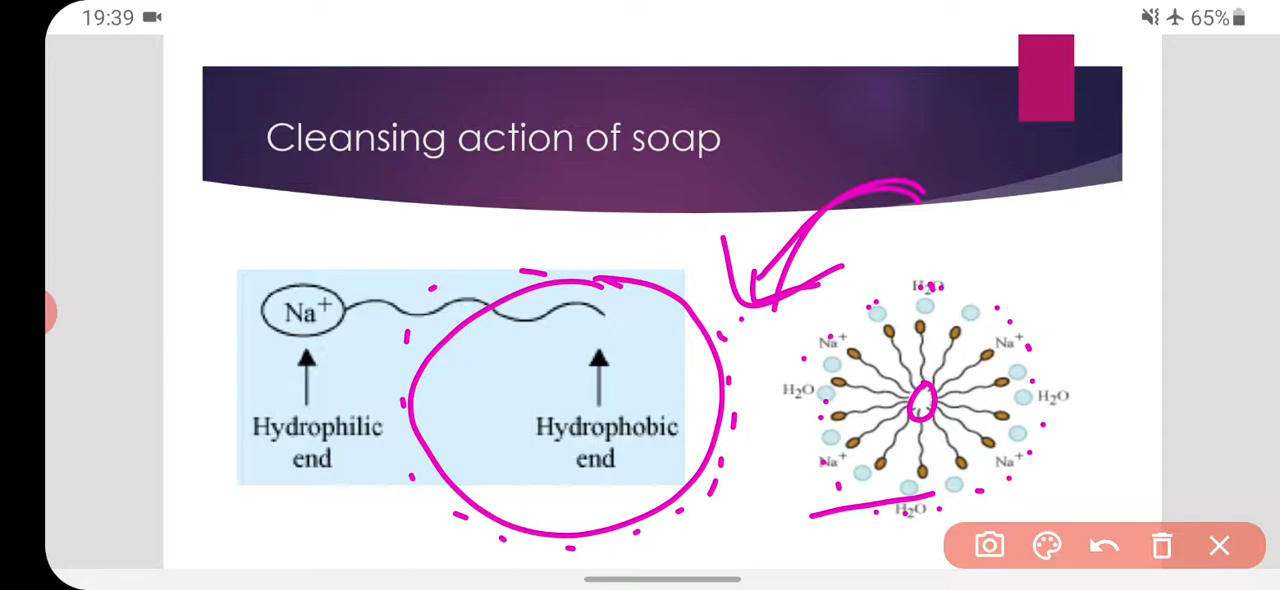 19:39
65%
Cleansing action of soap
Na+
Hydrophilic
end
Hydrophobic
end
H2O
Na+
Na+
H2O
H2O
Na+
Na+
H2O